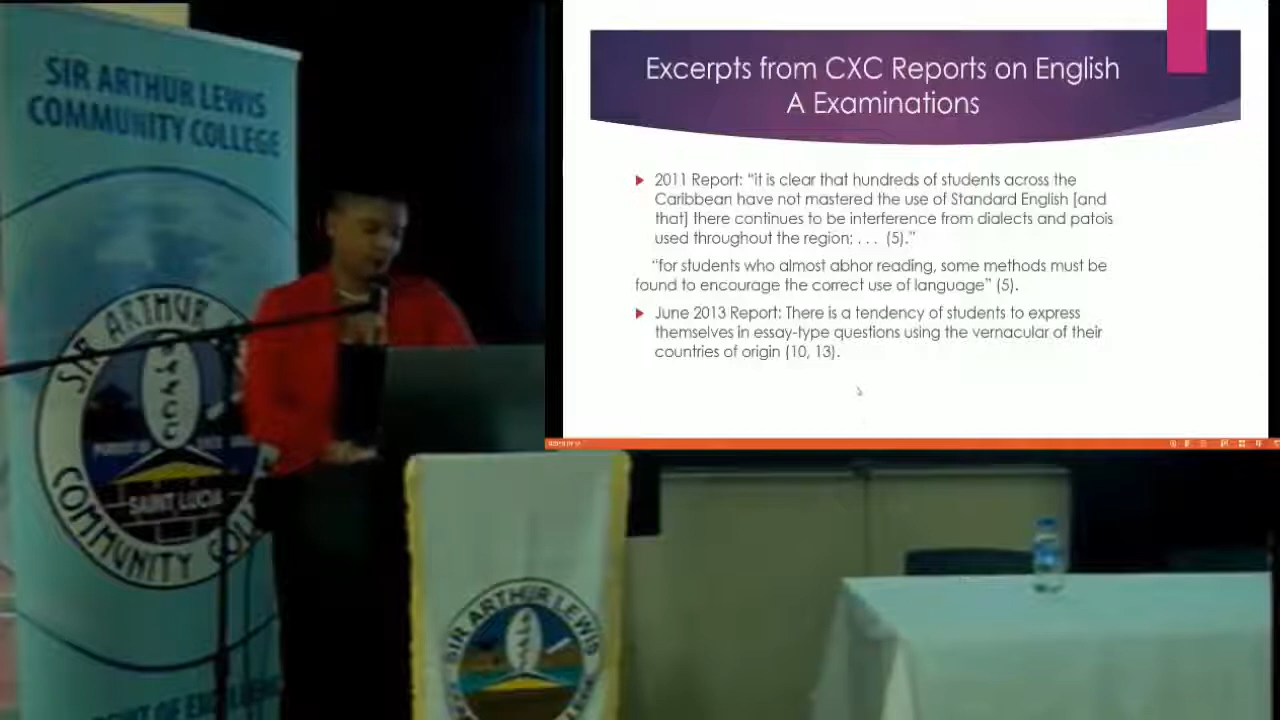 SIR ARTHUR LEWIS
COMMUNITY COLLEGE
SIR ARTHUR
SAINT LUCIA
COMMUNITY COLLEGE
SIR ARTHUR LEWIS
Excerpts from CXC Reports on English
A Examinations
2011 Report: “it is clear that hundreds of students across the
Caribbean have not mastered the use of Standard English [and
that] there continues to be interference from dialects and patois
used throughout the region; . . . (5).”
“for students who almost abhor reading, some methods must be
found to encourage the correct use of language” (5).
June 2013 Report: There is a tendency of students to express
themselves in essay-type questions using the vernacular of their
countries of origin (10, 13).